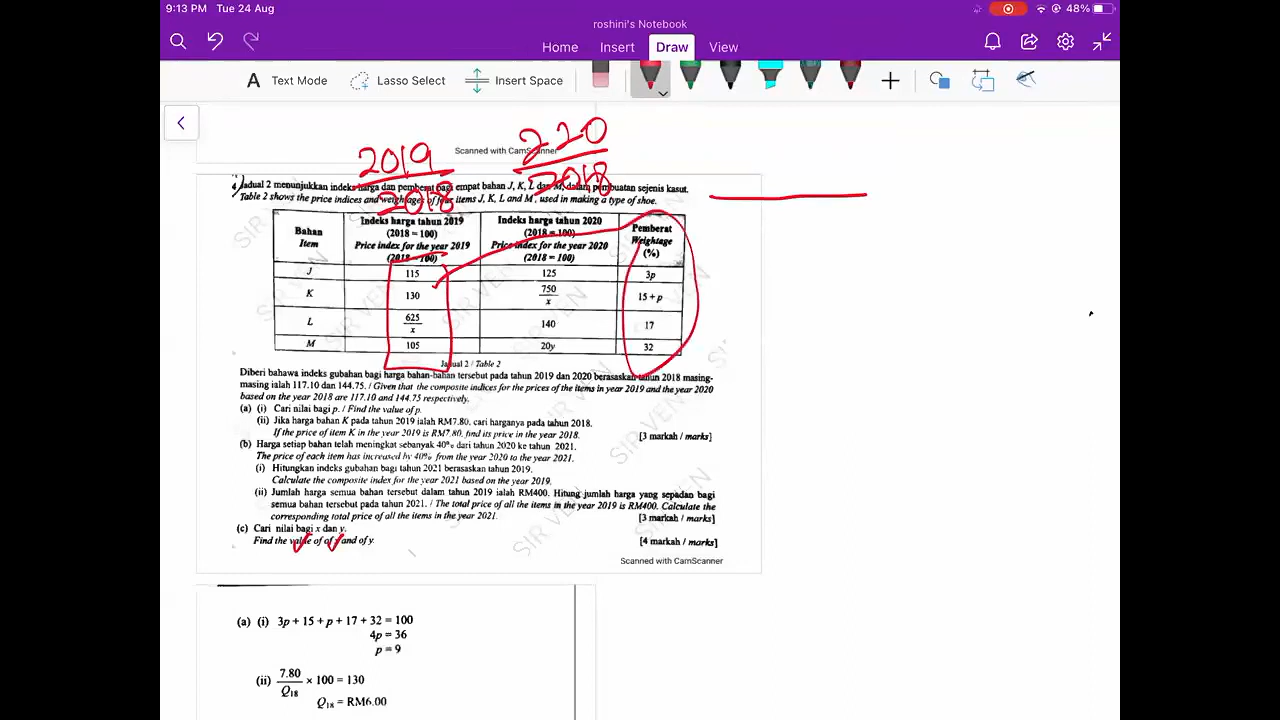 9:13 PM Tue 24 Aug
48%
roshini's Notebook
Home Insert Draw View
Text Mode Lasso Select Insert Space
Scanned with CamScanner
2019
2018
220
2018
4 Jadual 2 menunjukkan indeks harga dan pemberat bagi empat bahan J, K, L dan M, dalam pembuatan sejenis kasut.
Table 2 shows the price indices and weightages of four items J, K, L and M, used in making a type of shoe.
Bahan
Item
Indeks harga tahun 2019
(2018 = 100)
Price index for the year 2019
(2018 = 100)
Indeks harga tahun 2020
(2018 = 100)
Price index for the year 2020
(2018 = 100)
Pemberat
Weightage
(%)
J 115 125 3p
K 130 750/x 15 + p
L 625/x 140 17
M 105 20y 32
Jadual 2 / Table 2
Diberi bahawa indeks gubahan bagi harga bahan-bahan tersebut pada tahun 2019 dan 2020 berasaskan tahun 2018 masing-
masing ialah 117.10 dan 144.75. / Given that the composite indices for the prices of the items in year 2019 and the year 2020
based on the year 2018 are 117.10 and 144.75 respectively.
(a) (i) Cari nilai bagi p. / Find the value of p.
(ii) Jika harga bahan K pada tahun 2019 ialah RM7.80, cari harganya pada tahun 2018.
If the price of item K in the year 2019 is RM7.80, find its price in the year 2018.
[3 markah / marks]
(b) Harga setiap bahan telah meningkat sebanyak 40% dari tahun 2020 ke tahun 2021.
The price of each item has increased by 40% from the year 2020 to the year 2021.
(i) Hitungkan indeks gubahan bagi tahun 2021 berasaskan tahun 2019.
Calculate the composite index for the year 2021 based on the year 2019.
(ii) Jumlah harga semua bahan tersebut dalam tahun 2019 ialah RM400. Hitung jumlah harga yang sepadan bagi
semua bahan tersebut pada tahun 2021. / The total price of all the items in the year 2019 is RM400. Calculate the
corresponding total price of all the items in the year 2021.
[3 markah / marks]
(c) Cari nilai bagi x dan y.
Find the value of of x and of y.
[4 markah / marks]
Scanned with CamScanner
(a) (i) 3p + 15 + p + 17 + 32 = 100
4p = 36
p = 9
(ii) 7.80/Q18 × 100 = 130
Q18 = RM6.00
SIR VEN